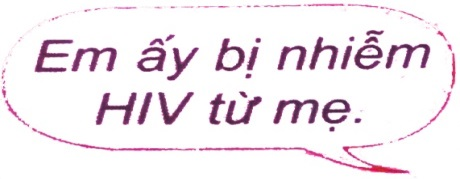 Em ấy bị nhiễm
HIV từ mẹ.